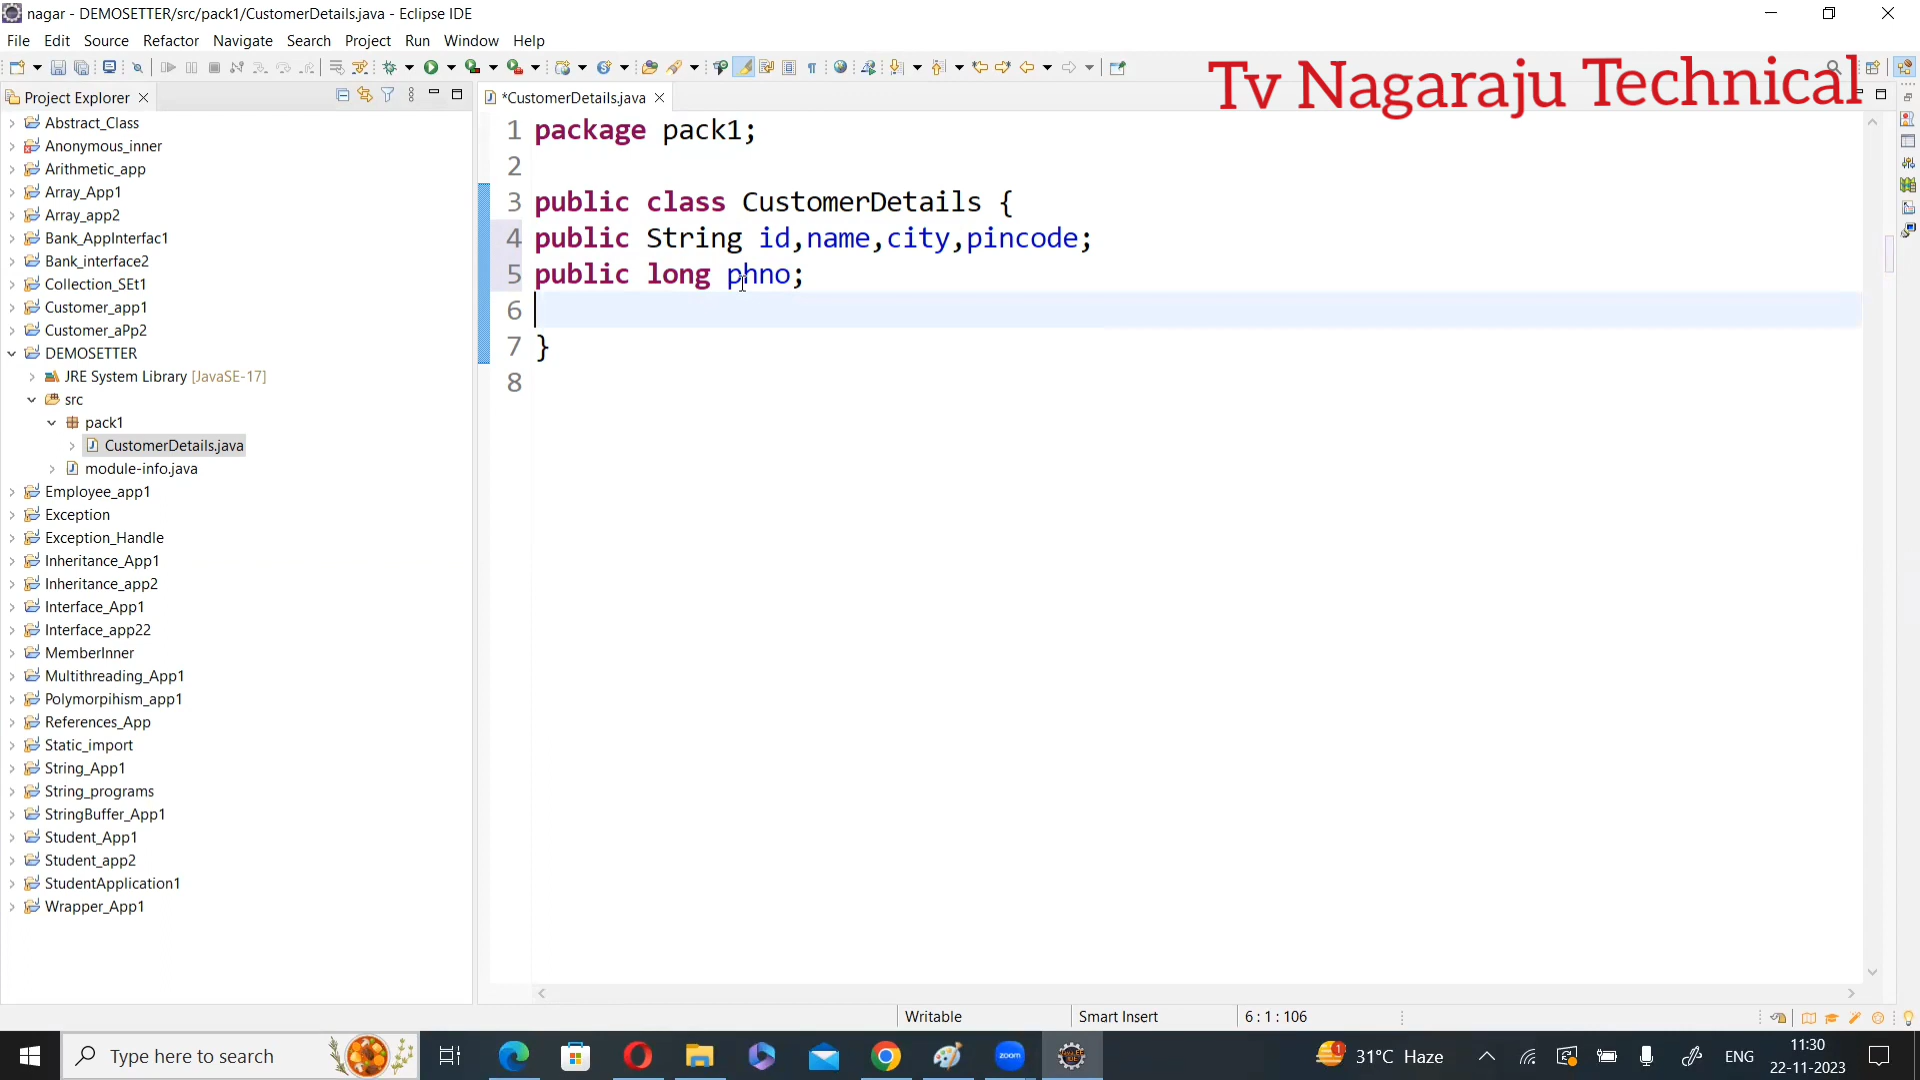 nagar - DEMOSETTER/src/pack1/CustomerDetails.java - Eclipse IDE
File Edit Source Refactor Navigate Search Project Run Window Help
Tv Nagaraju Technical
Project Explorer
*CustomerDetails.java
Abstract_Class
Anonymous_inner
Arithmetic_app
Array_App1
Array_app2
Bank_AppInterfac1
Bank_interface2
Collection_SEt1
Customer_app1
Customer_aPp2
DEMOSETTER
JRE System Library [JavaSE-17]
src
pack1
CustomerDetails.java
module-info.java
Employee_app1
Exception
Exception_Handle
Inheritance_App1
Inheritance_app2
Interface_App1
Interface_app22
MemberInner
Multithreading_App1
Polymorpihism_app1
References_App
Static_import
String_App1
String_programs
StringBuffer_App1
Student_App1
Student_app2
StudentApplication1
Wrapper_App1
1 package pack1;
2
3 public class CustomerDetails {
4 public String id,name,city,pincode;
5 public long phno;
6
7 }
8
Writable Smart Insert 6 : 1 : 106
Type here to search
zoom
31°C Haze
ENG
11:30
22-11-2023